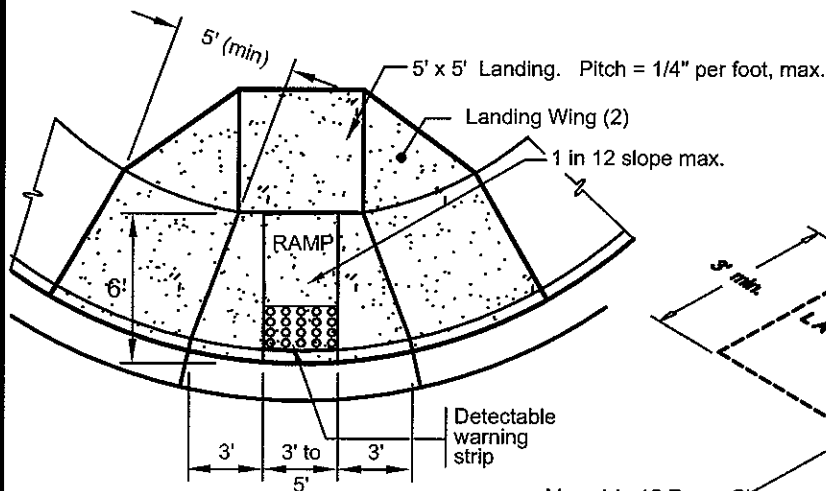 5' (min)
5' x 5' Landing. Pitch = 1/4" per foot, max.
Landing Wing (2)
1 in 12 slope max.
RAMP
6'
3' min.
LA
Detectable
warning
strip
3'
3' to
5'
3'